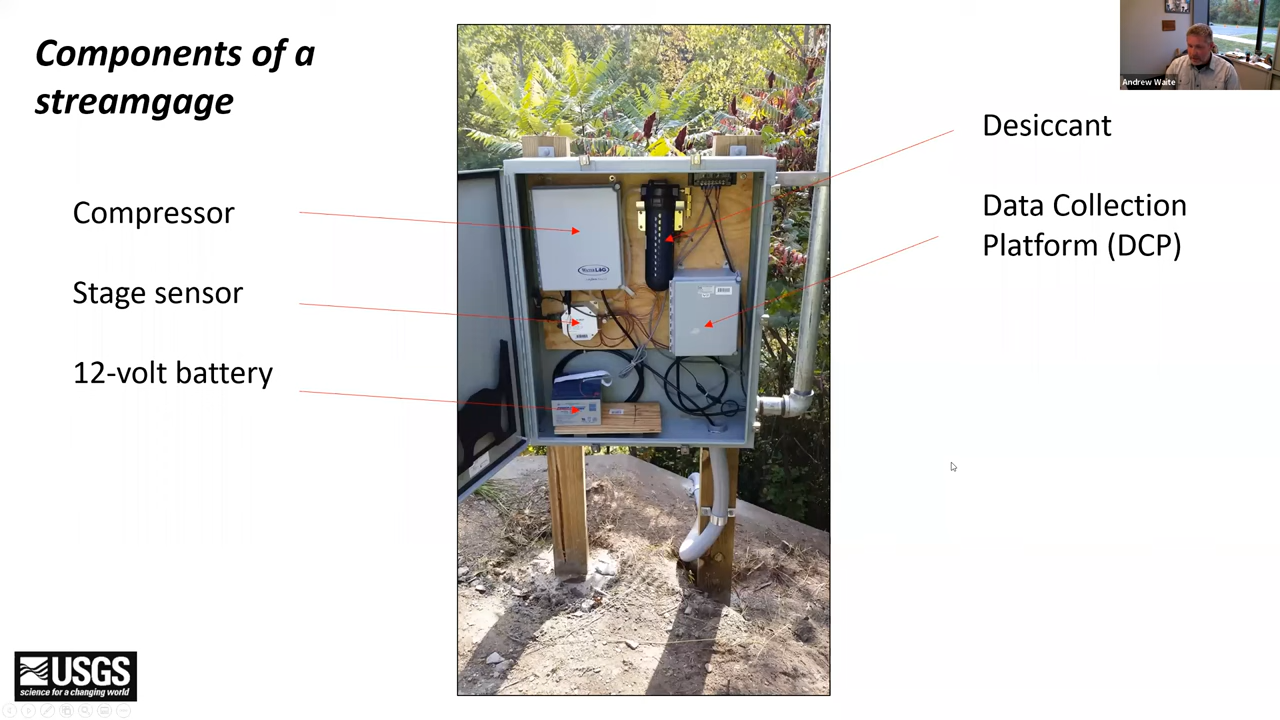 Components of a
streamgage
Compressor
Stage sensor
12-volt battery
Desiccant
Data Collection
Platform (DCP)
Andrew Waite
USGS
science for a changing world